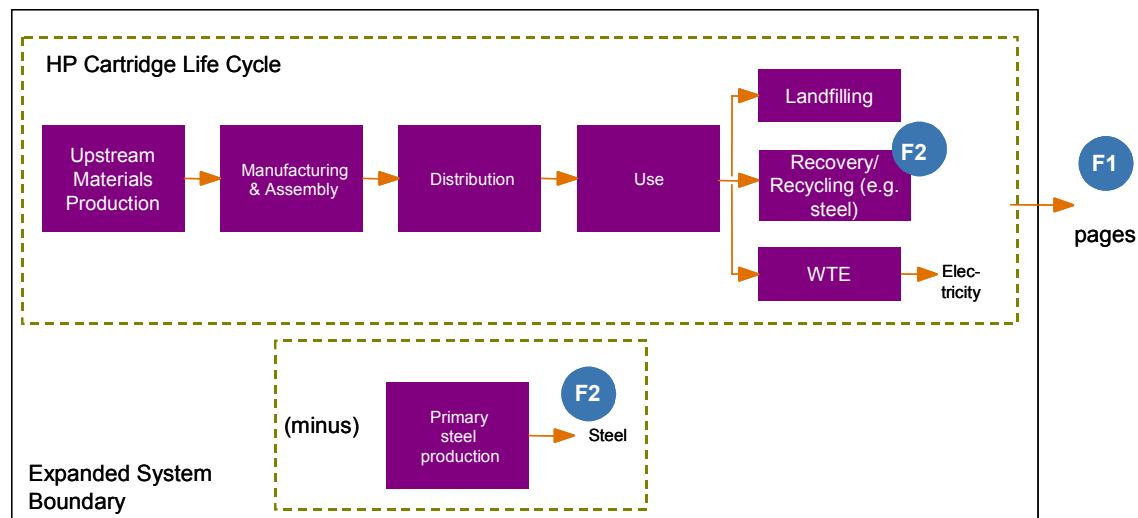 HP Cartridge Life Cycle
Upstream
Materials
Production
Manufacturing
& Assembly
Distribution
Use
Landfilling
F2
Recovery/
Recycling (e.g.
steel)
WTE
Elec-
tricity
F1
pages
(minus)
Primary
steel
production
F2
Steel
Expanded System
Boundary